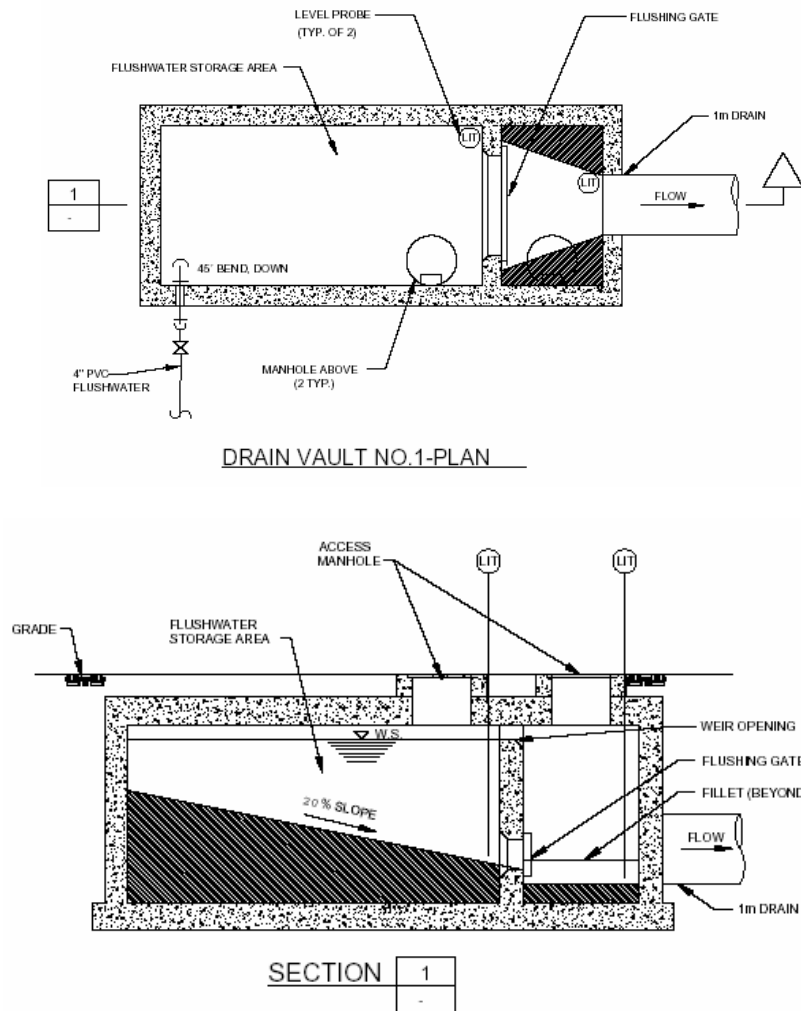 LEVEL PROBE
(TYP. OF 2)
FLUSHING GATE
FLUSHWATER STORAGE AREA
1m DRAIN
LIT
LIT
1
-
FLOW
45° BEND, DOWN
4" PVC
FLUSHWATER
MANHOLE ABOVE
(2 TYP.)
DRAIN VAULT NO.1-PLAN
ACCESS
MANHOLE
LIT
LIT
GRADE
FLUSHWATER
STORAGE AREA
W.S.
WEIR OPENING
FLUSHING GATE
20% SLOPE
FILLET (BEYOND
FLOW
1m DRAIN
SECTION
1
-